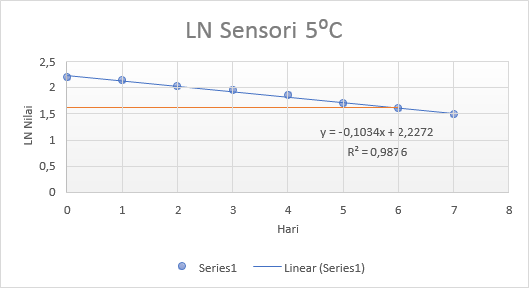 LN Sensori 5⁰C
2,5
2
1,5
1
0,5
0
LN Nilai
y = -0,1034x + 2,2272
R² = 0,9876
0 1 2 3 4 5 6 7 8
Hari
Series1 Linear (Series1)